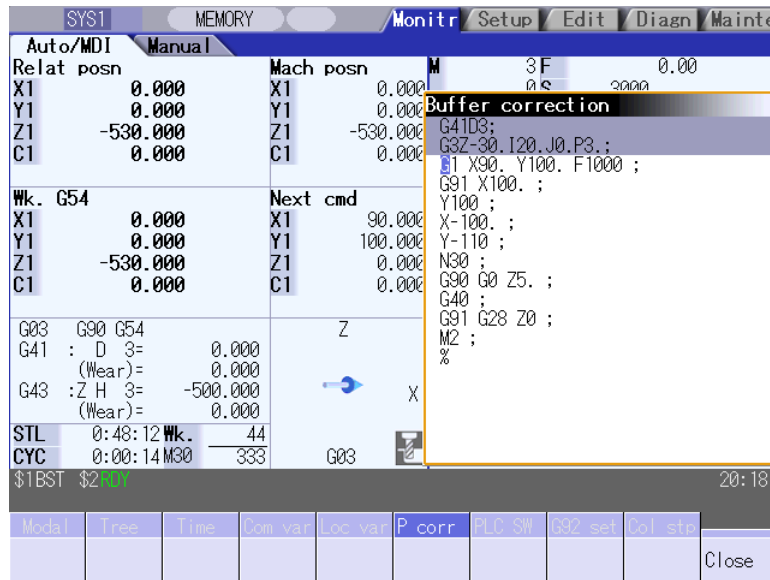 SYS1 MEMORY Monitr Setup Edit Diagn Mainte
Auto/MDI Manual
Relat posn Mach posn M 3 F 0.00
X1 0.000 X1 0.000 0 S 3000
Y1 0.000 Y1 0.000
Z1 -530.000 Z1 -530.000
C1 0.000 C1 0.000
Wk. G54 Next cmd
X1 0.000 X1 90.000
Y1 0.000 Y1 100.000
Z1 -530.000 Z1 0.000
C1 0.000 C1 0.000
G03 G90 G54 Z
G41 : D 3= 0.000
(Wear)= 0.000
G43 :Z H 3= -500.000 X
(Wear)= 0.000
STL 0:48:12 Wk. 44
CYC 0:00:14 M30 333 G03
Buffer correction
G41D3;
G3Z-30.I20.J0.P3.;
G1 X90. Y100. F1000 ;
G91 X100. ;
Y100 ;
X-100. ;
Y-110 ;
N30 ;
G90 G0 Z5. ;
G40 ;
G91 G28 Z0 ;
M2 ;
%
$1BST $2RDY 20:18
Modal Tree Time Com var Loc var P corr PLC SW G92 set Col stp
Close